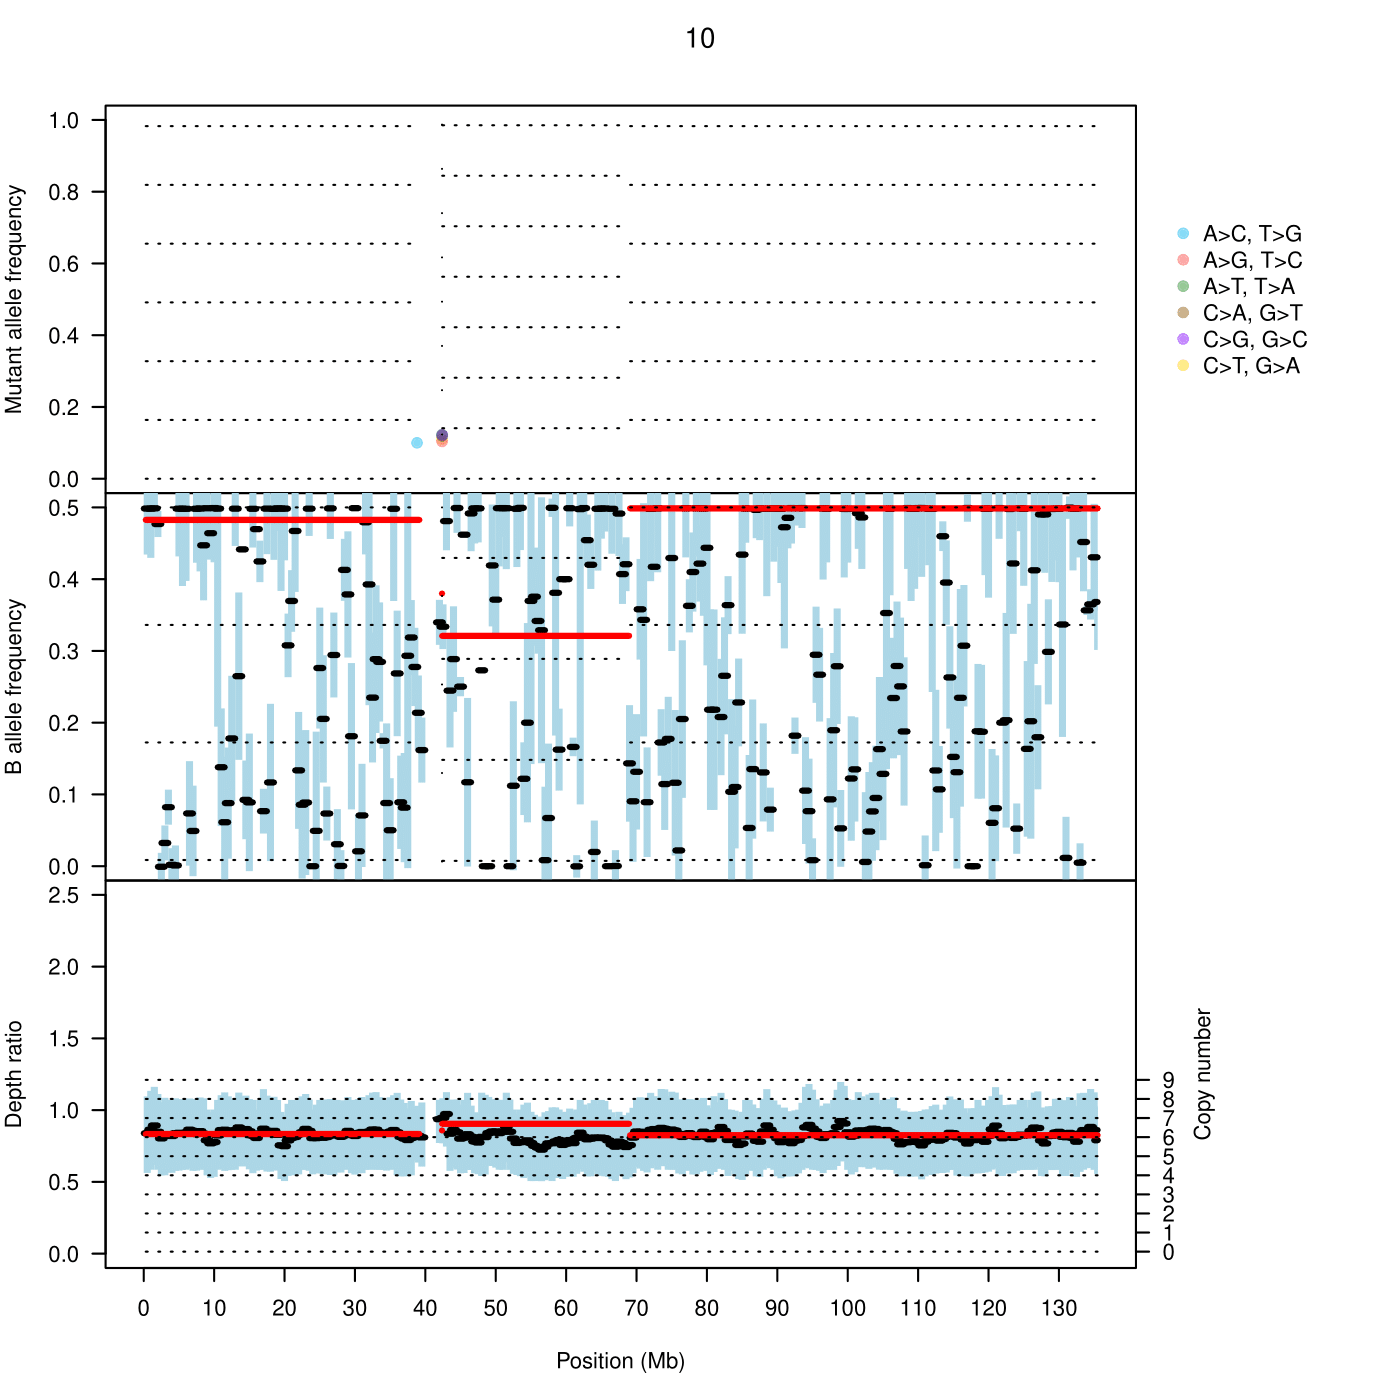 10
Mutant allele frequency
1.0
0.8
0.6
0.4
0.2
0.0
A>C, T>G
A>G, T>C
A>T, T>A
C>A, G>T
C>G, G>C
C>T, G>A
B allele frequency
0.5
0.4
0.3
0.2
0.1
0.0
Depth ratio
2.5
2.0
1.5
1.0
0.5
0.0
Copy number
9
8
7
6
5
4
3
2
1
0
0 10 20 30 40 50 60 70 80 90 100 110 120 130
Position (Mb)